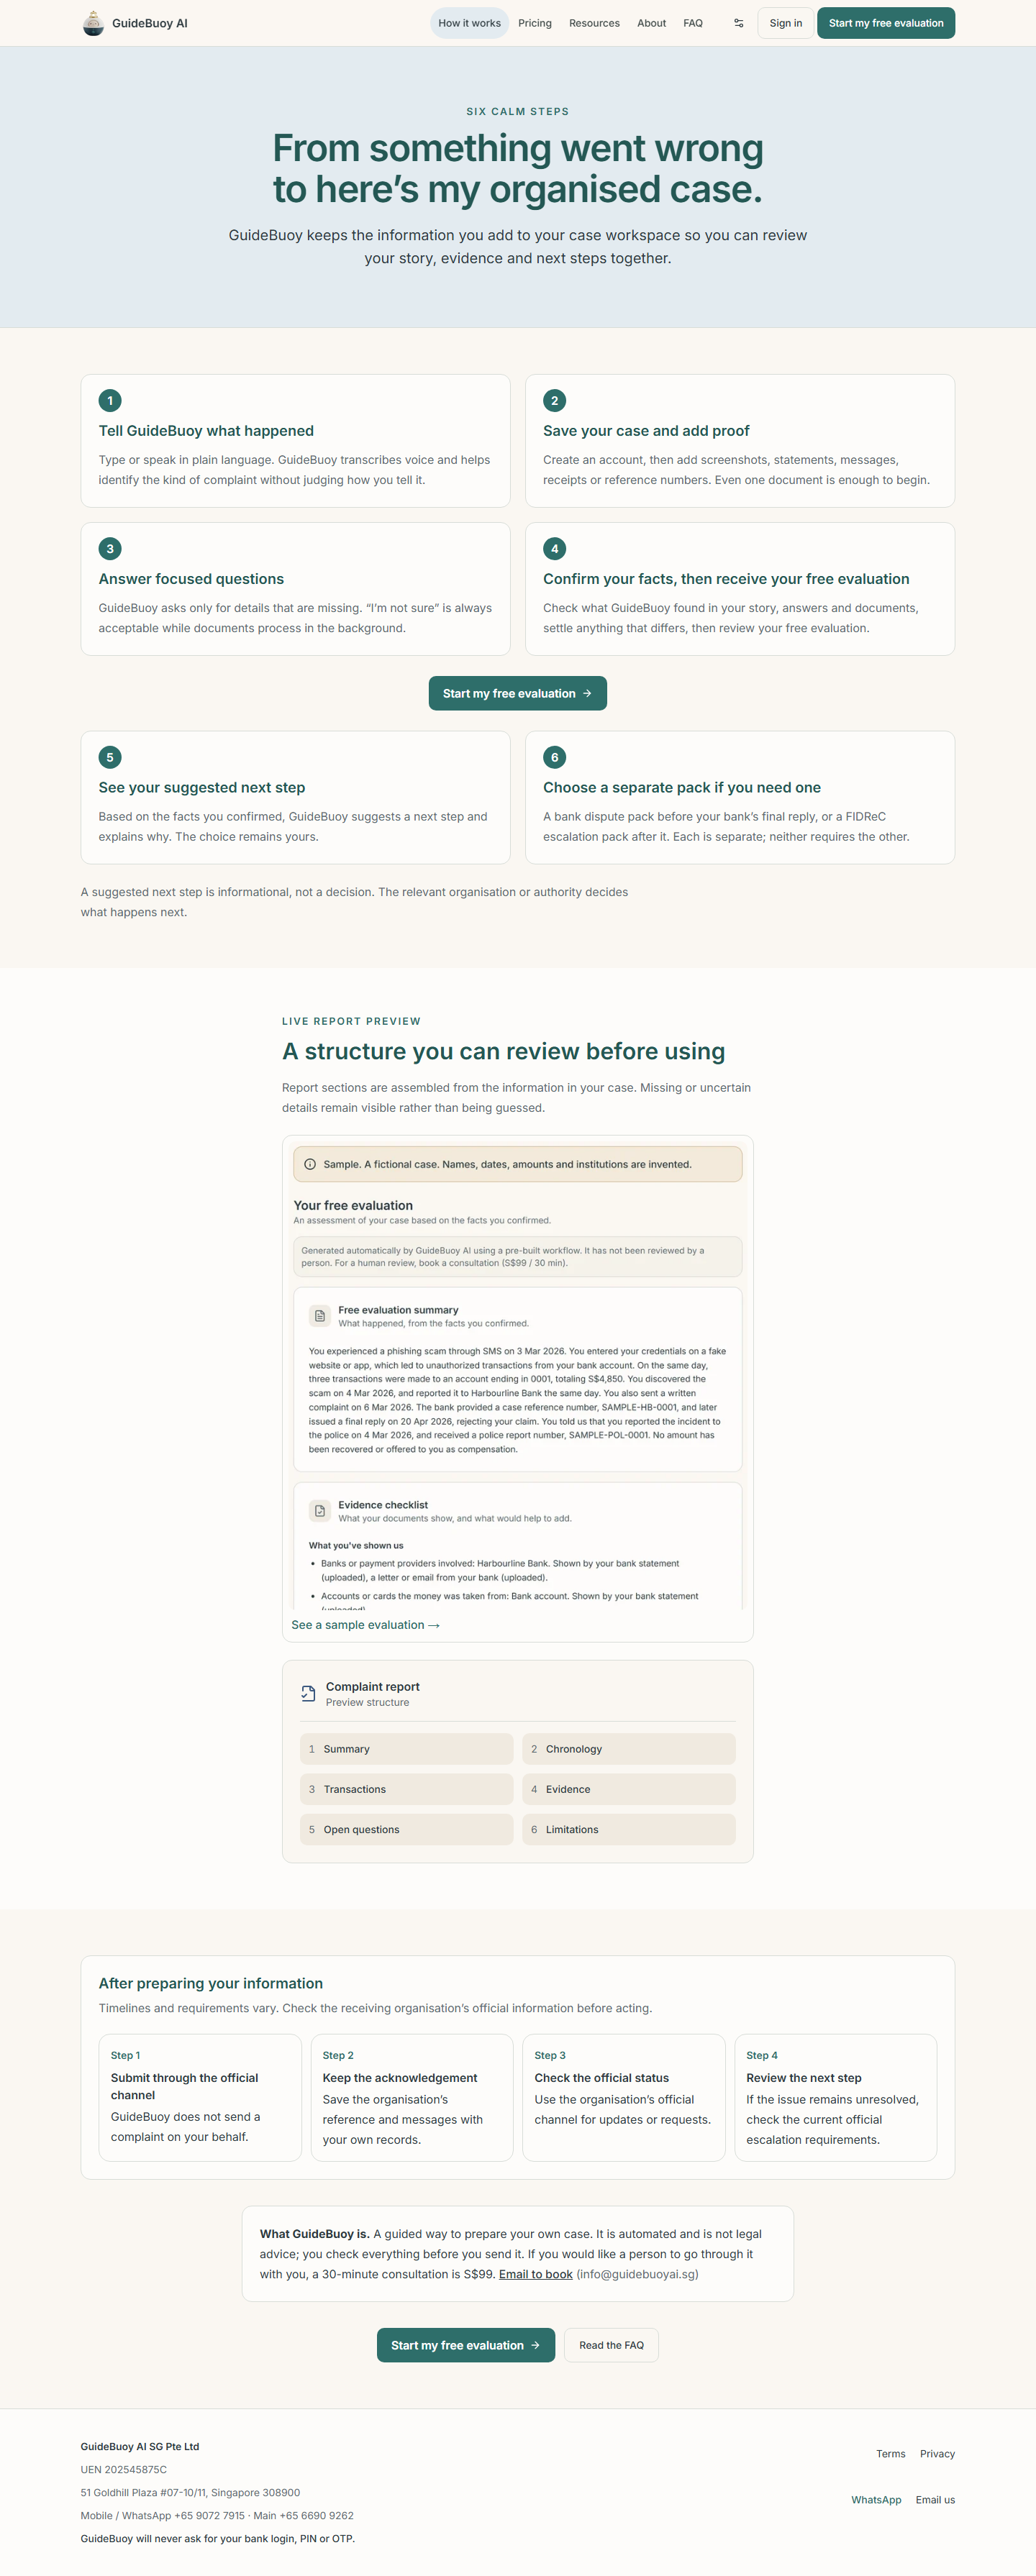 GuideBuoy AI
How it works
Pricing
Resources
About
FAQ
Sign in
Start my free evaluation
SIX CALM STEPS
From something went wrong
to here’s my organised case.
GuideBuoy keeps the information you add to your case workspace so you can review
your story, evidence and next steps together.
1
Tell GuideBuoy what happened
Type or speak in plain language. GuideBuoy transcribes voice and helps
identify the kind of complaint without judging how you tell it.
2
Save your case and add proof
Create an account, then add screenshots, statements, messages,
receipts or reference numbers. Even one document is enough to begin.
3
Answer focused questions
GuideBuoy asks only for details that are missing. “I’m not sure” is always
acceptable while documents process in the background.
4
Confirm your facts, then receive your free evaluation
Check what GuideBuoy found in your story, answers and documents,
settle anything that differs, then review your free evaluation.
Start my free evaluation →
5
See your suggested next step
Based on the facts you confirmed, GuideBuoy suggests a next step and
explains why. The choice remains yours.
6
Choose a separate pack if you need one
A bank dispute pack before your bank’s final reply, or a FIDReC
escalation pack after it. Each is separate; neither requires the other.
A suggested next step is informational, not a decision. The relevant organisation or authority decides
what happens next.
LIVE REPORT PREVIEW
A structure you can review before using
Report sections are assembled from the information in your case. Missing or uncertain
details remain visible rather than being guessed.
Sample. A fictional case. Names, dates, amounts and institutions are invented.
Your free evaluation
An assessment of your case based on the facts you confirmed.
Generated automatically by GuideBuoy AI using a pre-built workflow. It has not been reviewed by a
person. For a human review, book a consultation (S$99 / 30 min).
Free evaluation summary
What happened, from the facts you confirmed.
You experienced a phishing scam through SMS on 3 Mar 2026. You entered your credentials on a fake
website or app, which led to unauthorized transactions from your bank account. On the same day,
three transactions were made to an account ending in 0001, totaling S$4,850. You discovered the
scam on 4 Mar 2026, and reported it to Harbourline Bank the same day. You also sent a written
complaint on 6 Mar 2026. The bank provided a case reference number, SAMPLE-HB-0001, and later
issued a final reply on 20 Apr 2026, rejecting your claim. You told us that you reported the incident to
the police on 4 Mar 2026, and received a police report number, SAMPLE-POL-0001. No amount has
been recovered or offered to you as compensation.
Evidence checklist
What your documents show, and what would help to add.
What you’ve shown us
• Banks or payment providers involved: Harbourline Bank. Shown by your bank statement
(uploaded), a letter or email from your bank (uploaded).
• Accounts or cards the money was taken from: Bank account. Shown by your bank statement
(uploaded)
See a sample evaluation →
Complaint report
Preview structure
1 Summary
2 Chronology
3 Transactions
4 Evidence
5 Open questions
6 Limitations
After preparing your information
Timelines and requirements vary. Check the receiving organisation’s official information before acting.
Step 1
Submit through the official
channel
GuideBuoy does not send a
complaint on your behalf.
Step 2
Keep the acknowledgement
Save the organisation’s
reference and messages with
your own records.
Step 3
Check the official status
Use the organisation’s official
channel for updates or requests.
Step 4
Review the next step
If the issue remains unresolved,
check the current official
escalation requirements.
What GuideBuoy is. A guided way to prepare your own case. It is automated and is not legal
advice; you check everything before you send it. If you would like a person to go through it
with you, a 30-minute consultation is S$99. Email to book (info@guidebuoyai.sg)
Start my free evaluation →
Read the FAQ
GuideBuoy AI SG Pte Ltd
UEN 202545875C
51 Goldhill Plaza #07-10/11, Singapore 308900
Mobile / WhatsApp +65 9072 7915 · Main +65 6690 9262
GuideBuoy will never ask for your bank login, PIN or OTP.
Terms
Privacy
WhatsApp
Email us